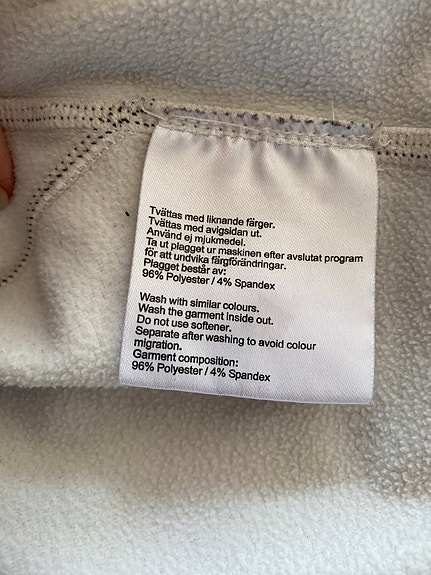 Tvättas med liknande färger.
Tvättas med avigsidan ut.
Använd ej mjukmedel.
Ta ut plagget ur maskinen efter avslutat program
för att undvika färgförändringar.
Plagget består av:
96% Polyester / 4% Spandex
Wash with similar colours.
Wash the garment inside out.
Do not use softener.
Separate after washing to avoid colour
migration.
Garment composition:
96% Polyester / 4% Spandex